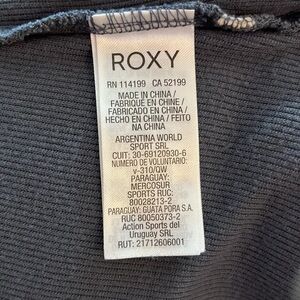 ROXY
RN 114199 CA 52199
MADE IN CHINA /
FABRIQUE EN CHINE /
FABRICADO EN CHINA /
HECHO EN CHINA / FEITO
NA CHINA
ARGENTINA WORLD
SPORT SRL
CUIT: 30-69120930-6
NUMERO DE VOLUNTARIO:
v-310/QW
PARAGUAY:
MERCOSUR
SPORTS RUC:
80028213-2
PARAGUAY: GUATA PORA S.A.
RUC 80050373-2
Action Sports del
Uruguay SRL
RUT: 21712606001